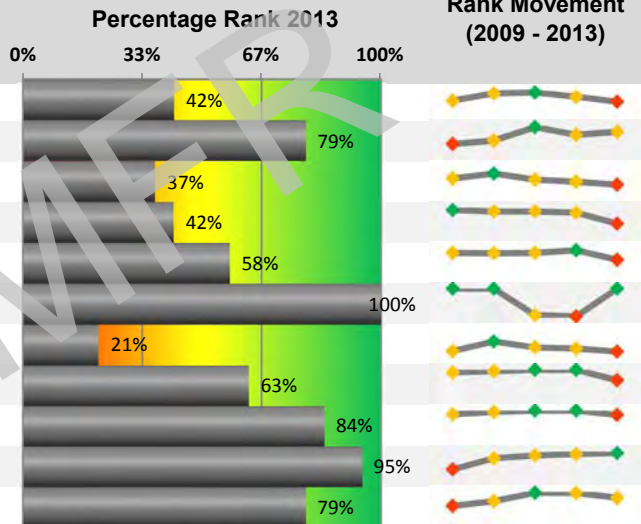 Percentage Rank 2013
Rank Movement
(2009 - 2013)
0% 33% 67% 100%
42%
79%
37%
42%
58%
100%
21%
63%
84%
95%
79%